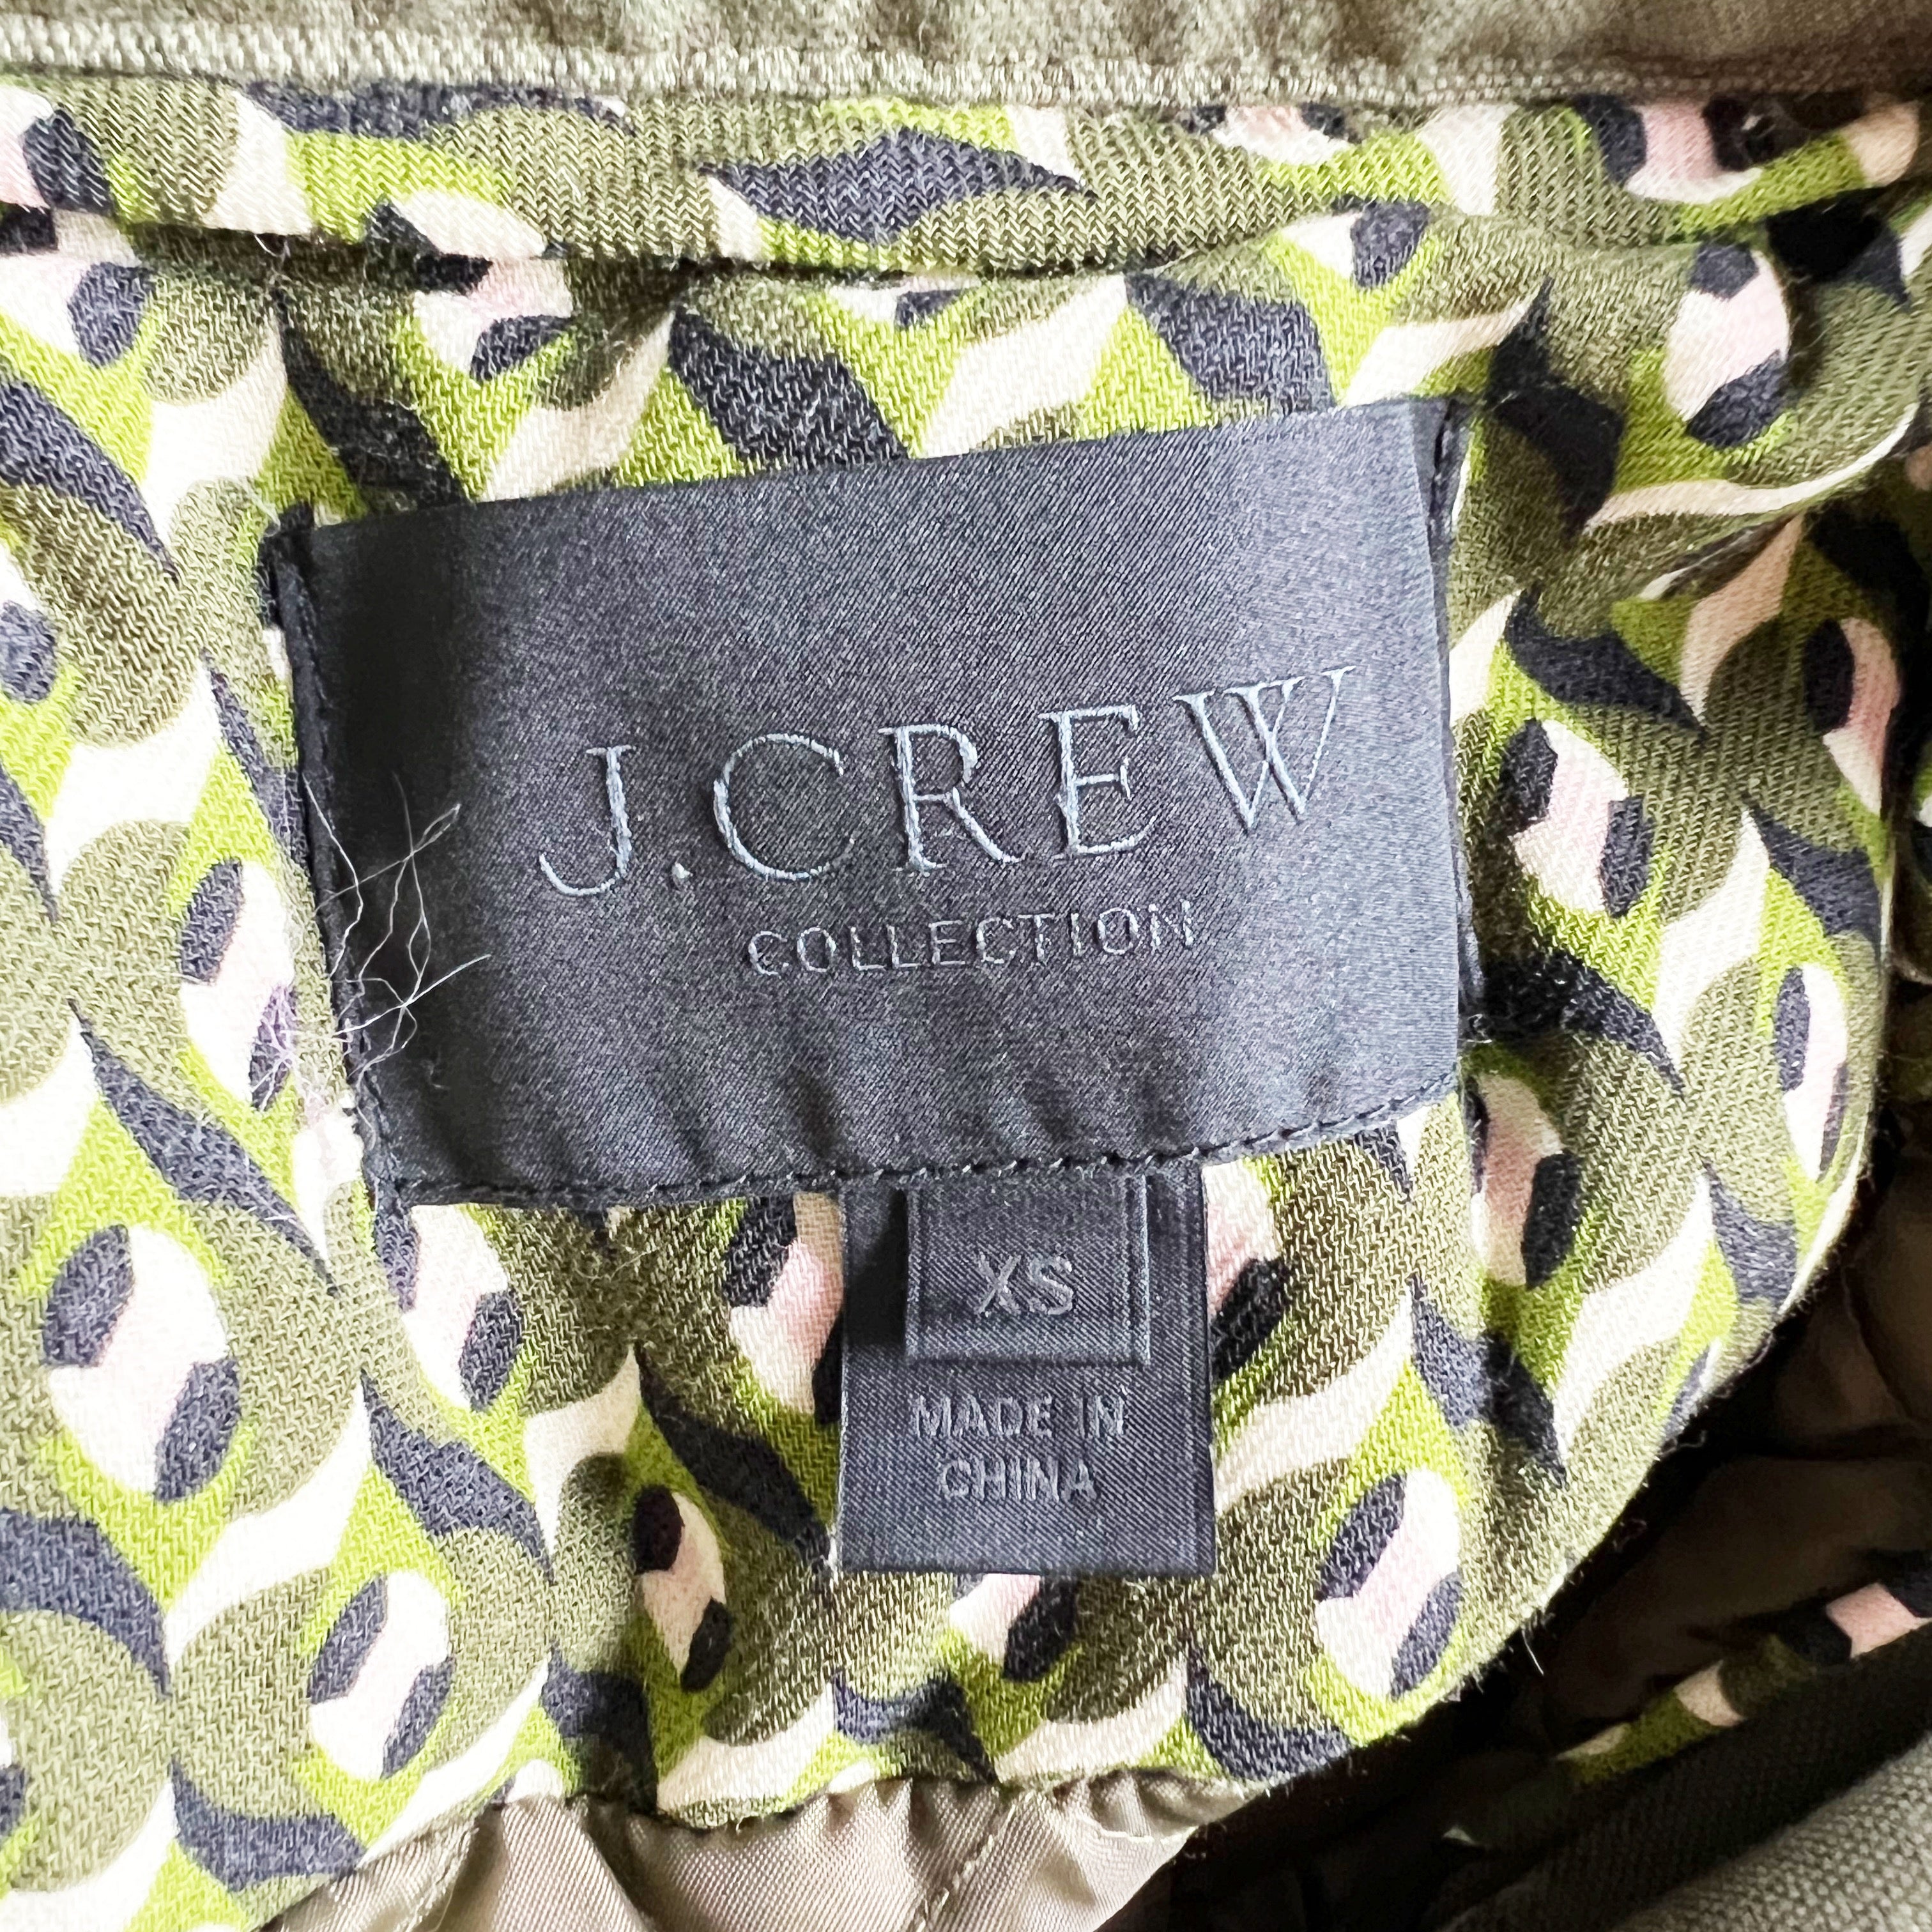 J.CREW
COLLECTION
XS
MADE IN
CHINA